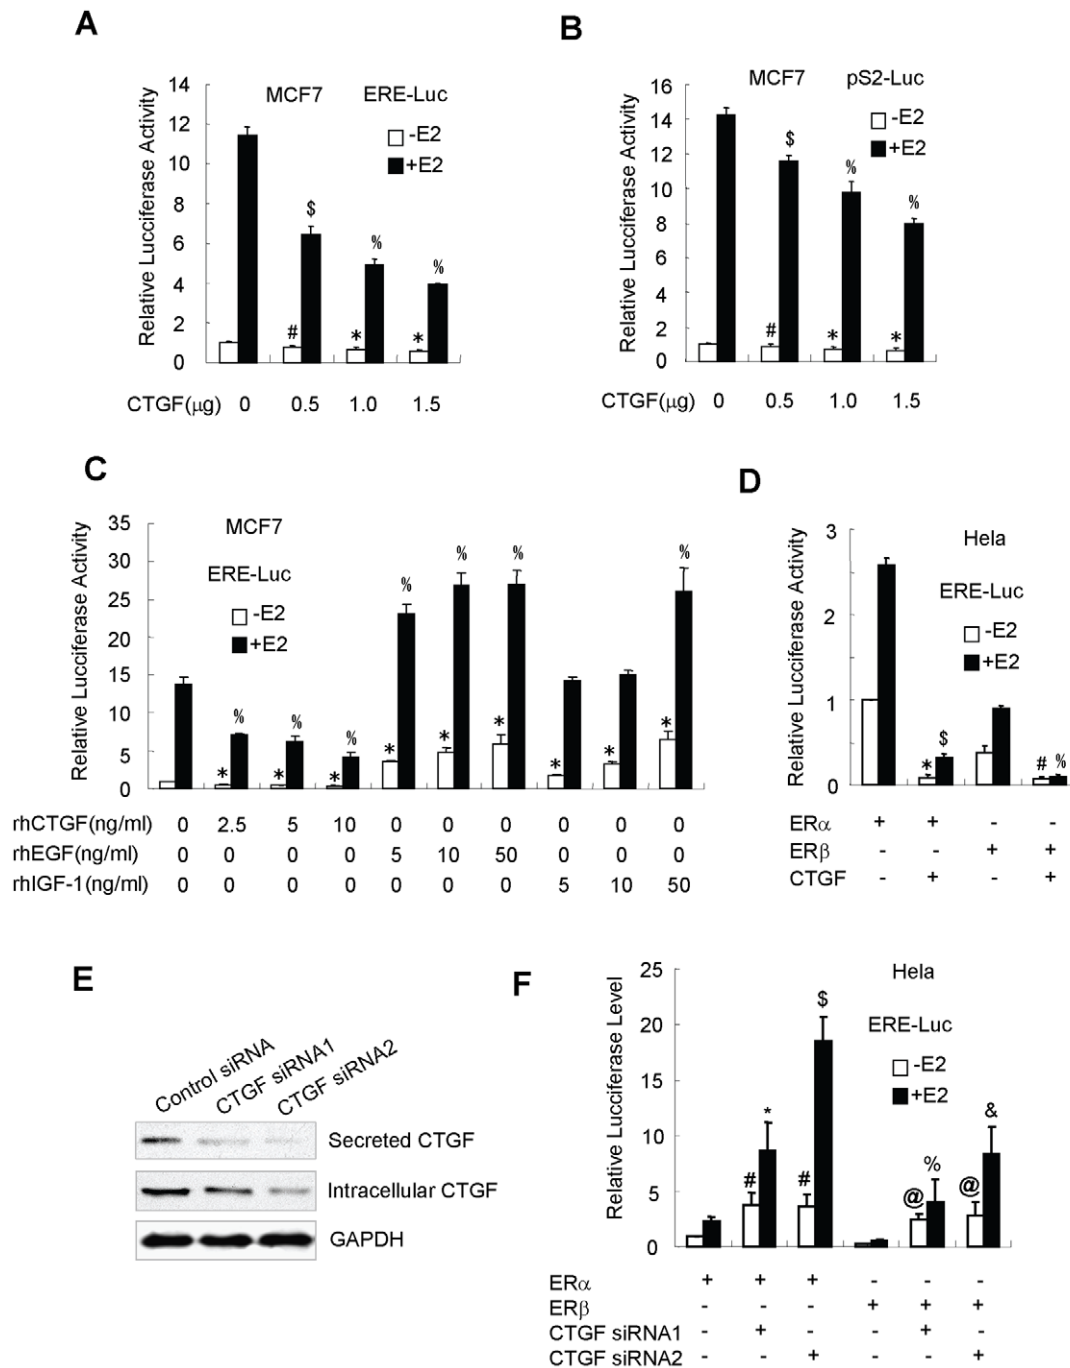 A
MCF7 ERE-Luc
-E2
+E2
Relative Lucciferase Activity
14
12
10
8
6
4
2
0
$
%
%
#
*
*
CTGF(μg) 0 0.5 1.0 1.5
B
MCF7 pS2-Luc
-E2
+E2
Relative Lucciferase Activity
16
14
12
10
8
6
4
2
0
$
%
%
#
*
*
CTGF(μg) 0 0.5 1.0 1.5
C
MCF7
ERE-Luc
-E2
+E2
Relative Lucciferase Activity
35
30
25
20
15
10
5
0
% % % % % % %
* * * * * * * * *
rhCTGF(ng/ml) 0 2.5 5 10 0 0 0 0 0 0
rhEGF(ng/ml) 0 0 0 0 5 10 50 0 0 0
rhIGF-1(ng/ml) 0 0 0 0 0 0 0 5 10 50
D
Hela
ERE-Luc
-E2
+E2
Relative Lucciferase Activity
3
2
1
0
* $ # %
ERα + + - -
ERβ - - + +
CTGF - + - +
E
Control siRNA
CTGF siRNA1
CTGF siRNA2
Secreted CTGF
Intracellular CTGF
GAPDH
F
Hela
ERE-Luc
-E2
+E2
Relative Lucciferase Level
25
20
15
10
5
0
# * # $ @ % @ &
ERα + + + - - -
ERβ - - - + + +
CTGF siRNA1 - + - - + -
CTGF siRNA2 - - + - - +